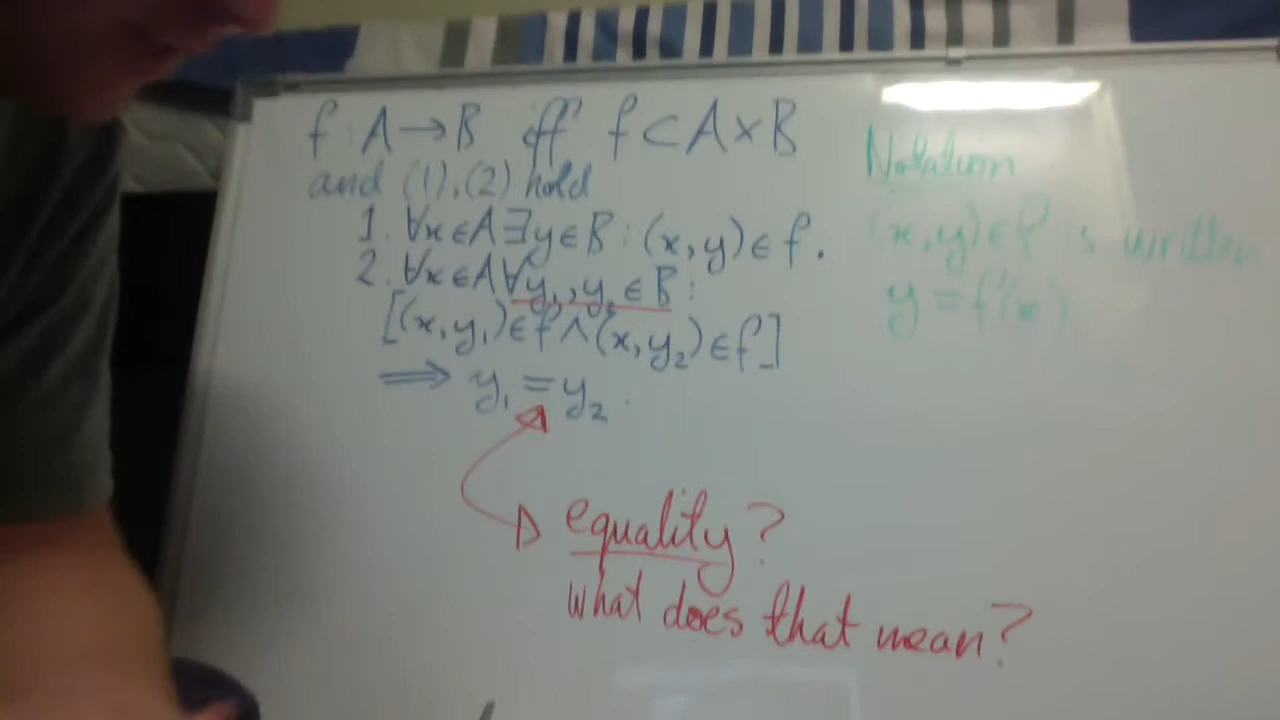 f : A → B iff f ⊂ A × B
and (1), (2) hold
1. ∀x ∈ A ∃y ∈ B : (x, y) ∈ f.
2. ∀x ∈ A ∀y₁, y₂ ∈ B :
[(x, y₁) ∈ f ∧ (x, y₂) ∈ f]
⟹ y₁ = y₂.
equality?
what does that mean?
Notation
(x, y) ∈ f is written
y = f(x)